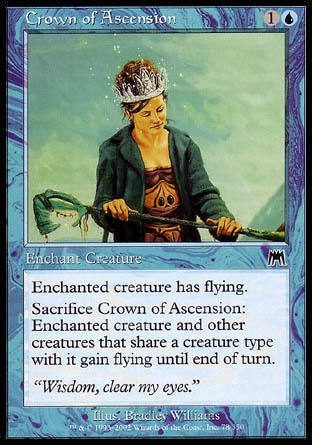 Crown of Ascension 1
Enchant Creature
Enchanted creature has flying.
Sacrifice Crown of Ascension:
Enchanted creature and other
creatures that share a creature type
with it gain flying until end of turn.
“Wisdom, clear my eyes.”
Illus. Bradley Williams
™ & © 1993-2002 Wizards of the Coast, Inc. 78/350